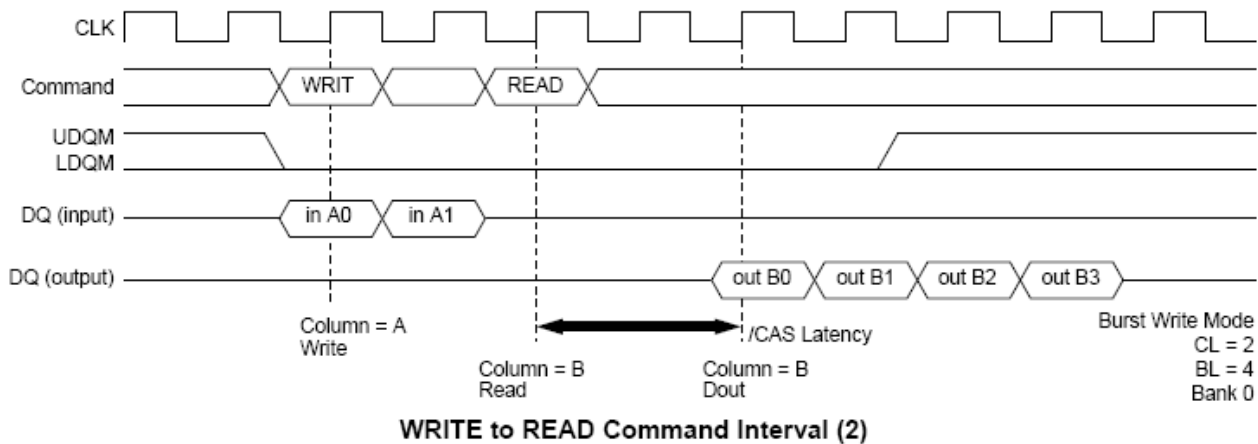 CLK
Command
WRIT
READ
UDQM
LDQM
DQ (input)
in A0
in A1
DQ (output)
out B0
out B1
out B2
out B3
Column = A
Write
/CAS Latency
Column = B
Read
Column = B
Dout
Burst Write Mode
CL = 2
BL = 4
Bank 0
WRITE to READ Command Interval (2)